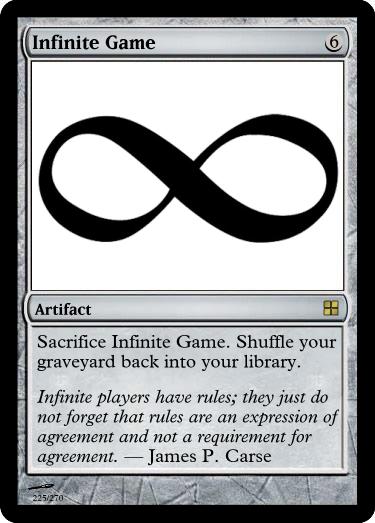 Infinite Game 6
Artifact
Sacrifice Infinite Game. Shuffle your
graveyard back into your library.
Infinite players have rules; they just do
not forget that rules are an expression of
agreement and not a requirement for
agreement. — James P. Carse
225/270